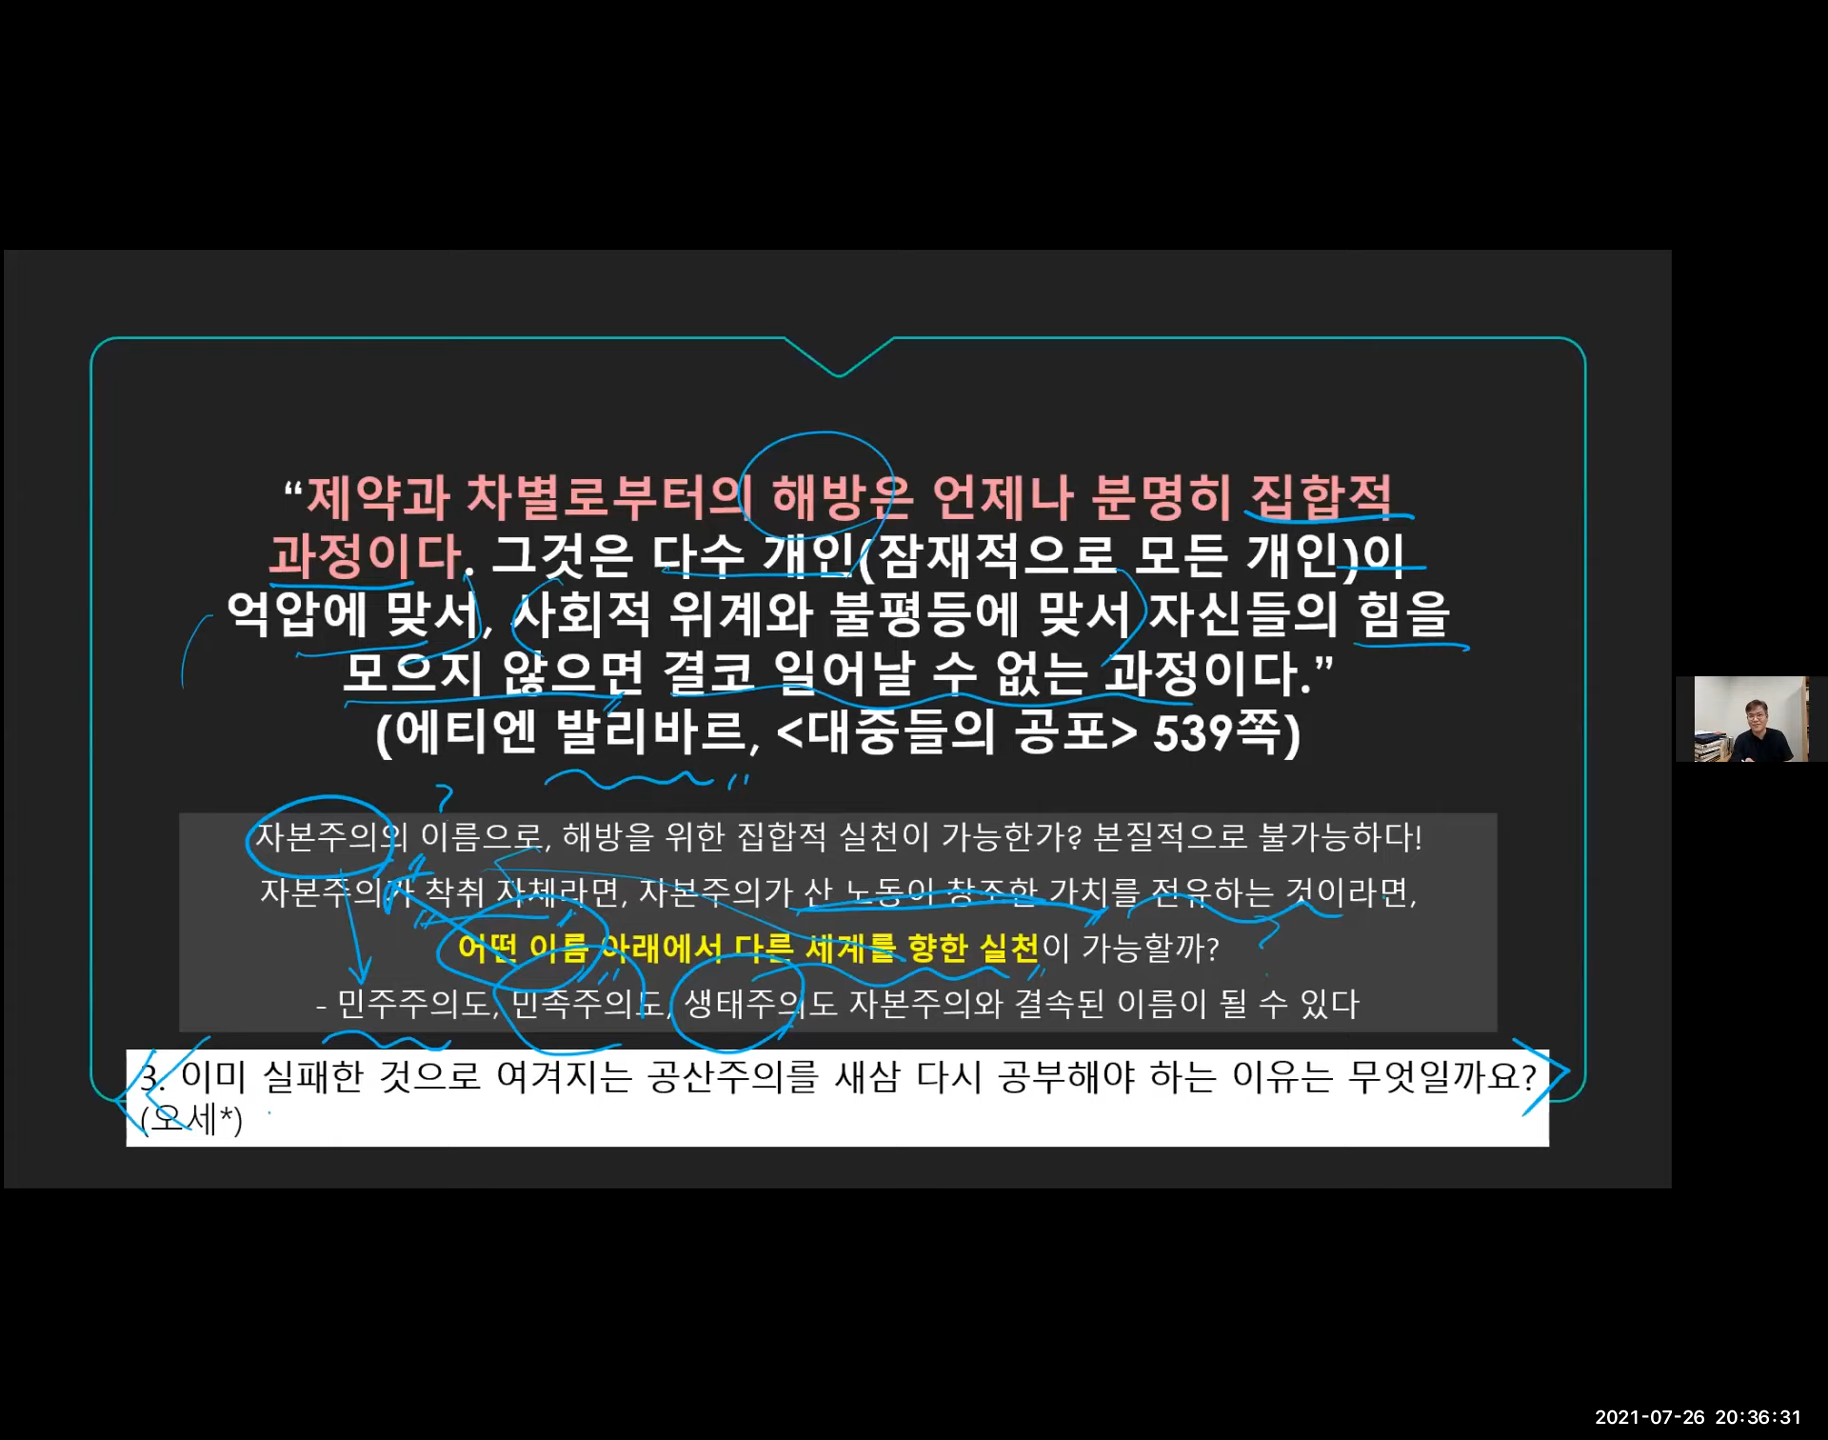 “제약과 차별로부터의 해방은 언제나 분명히 집합적
과정이다. 그것은 다수 개인(잠재적으로 모든 개인)이
억압에 맞서, 사회적 위계와 불평등에 맞서 자신들의 힘을
모으지 않으면 결코 일어날 수 없는 과정이다.”
(에티엔 발리바르, <대중들의 공포> 539쪽)
자본주의의 이름으로, 해방을 위한 집합적 실천이 가능한가? 본질적으로 불가능하다!
자본주의가 착취 자체라면, 자본주의가 산 노동이 창조한 가치를 전유하는 것이라면,
어떤 이름 아래에서 다른 세계를 향한 실천이 가능할까?
- 민주주의도, 민족주의도, 생태주의도 자본주의와 결속된 이름이 될 수 있다
3. 이미 실패한 것으로 여겨지는 공산주의를 새삼 다시 공부해야 하는 이유는 무엇일까요?
(오세*)
2021-07-26 20:36:31